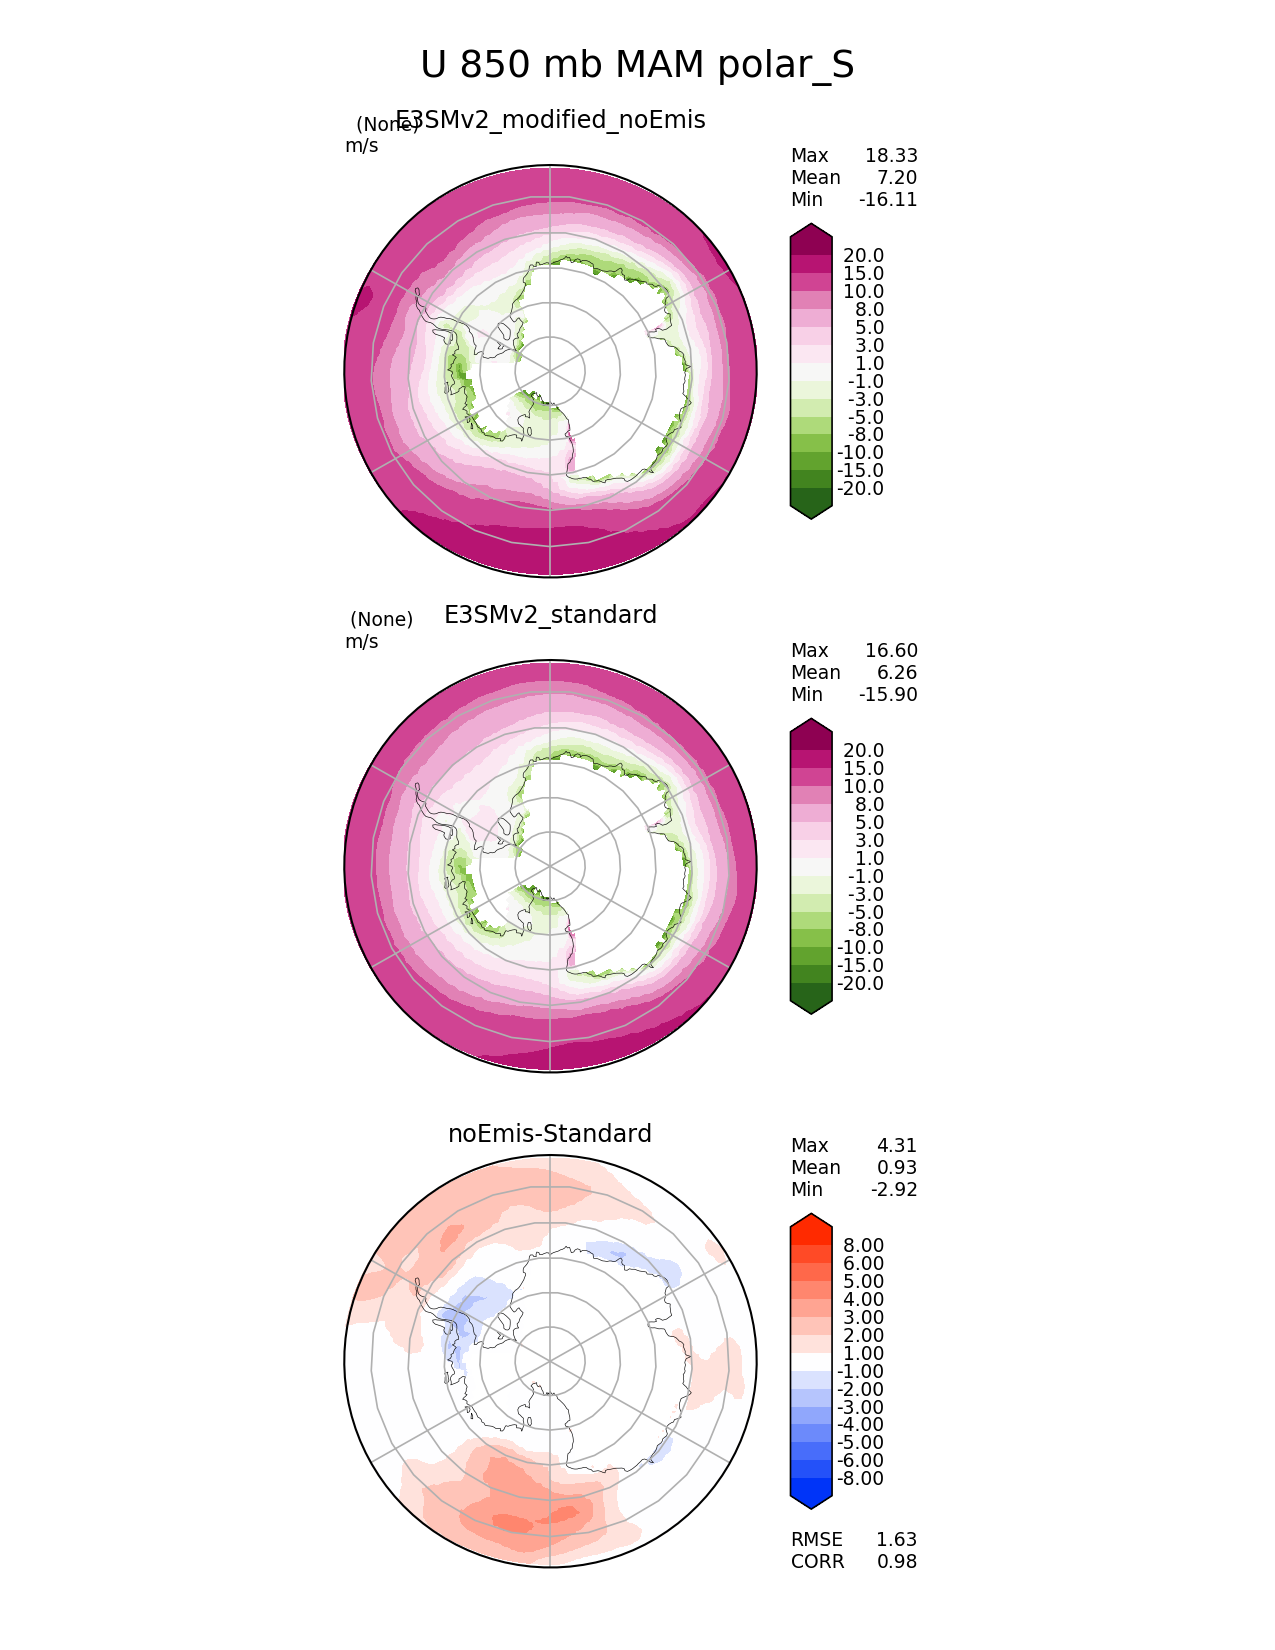 U 850 mb MAM polar_S
E3SMv2_modified_noEmis
(None)
m/s
Max 18.33
Mean 7.20
Min -16.11
20.0
15.0
10.0
8.0
5.0
3.0
1.0
-1.0
-3.0
-5.0
-8.0
-10.0
-15.0
-20.0
(None) E3SMv2_standard
m/s
Max 16.60
Mean 6.26
Min -15.90
20.0
15.0
10.0
8.0
5.0
3.0
1.0
-1.0
-3.0
-5.0
-8.0
-10.0
-15.0
-20.0
noEmis-Standard
Max 4.31
Mean 0.93
Min -2.92
8.00
6.00
5.00
4.00
3.00
2.00
1.00
-1.00
-2.00
-3.00
-4.00
-5.00
-6.00
-8.00
RMSE 1.63
CORR 0.98